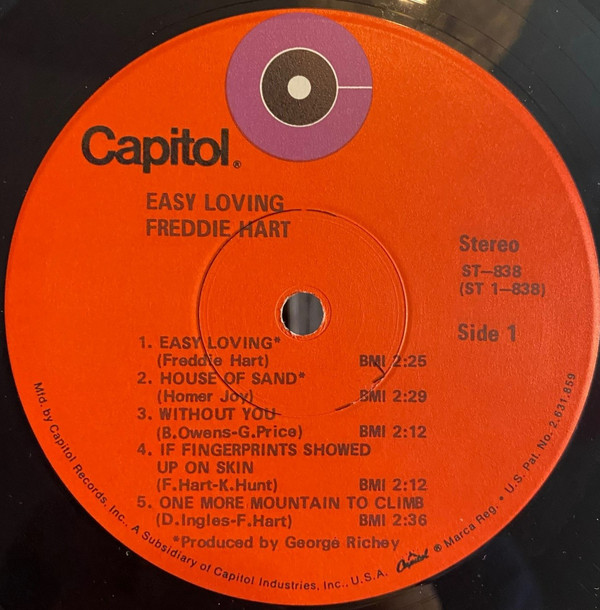 Capitol®
EASY LOVING
FREDDIE HART
Stereo
ST-838
(ST 1-838)
Side 1
1. EASY LOVING*
(Freddie Hart) BMI 2:25
2. HOUSE OF SAND*
(Homer Joy) BMI 2:29
3. WITHOUT YOU
(B.Owens-G.Price) BMI 2:12
4. IF FINGERPRINTS SHOWED
UP ON SKIN
(F.Hart-K.Hunt) BMI 2:12
5. ONE MORE MOUNTAIN TO CLIMB
(D.Ingles-F.Hart) BMI 2:36
*Produced by George Richey
Mfd. by Capitol Records, Inc., A Subsidiary of Capitol Industries, Inc., U.S.A. Capitol ® Marca Reg. * U.S. Pat. No. 2,631,859